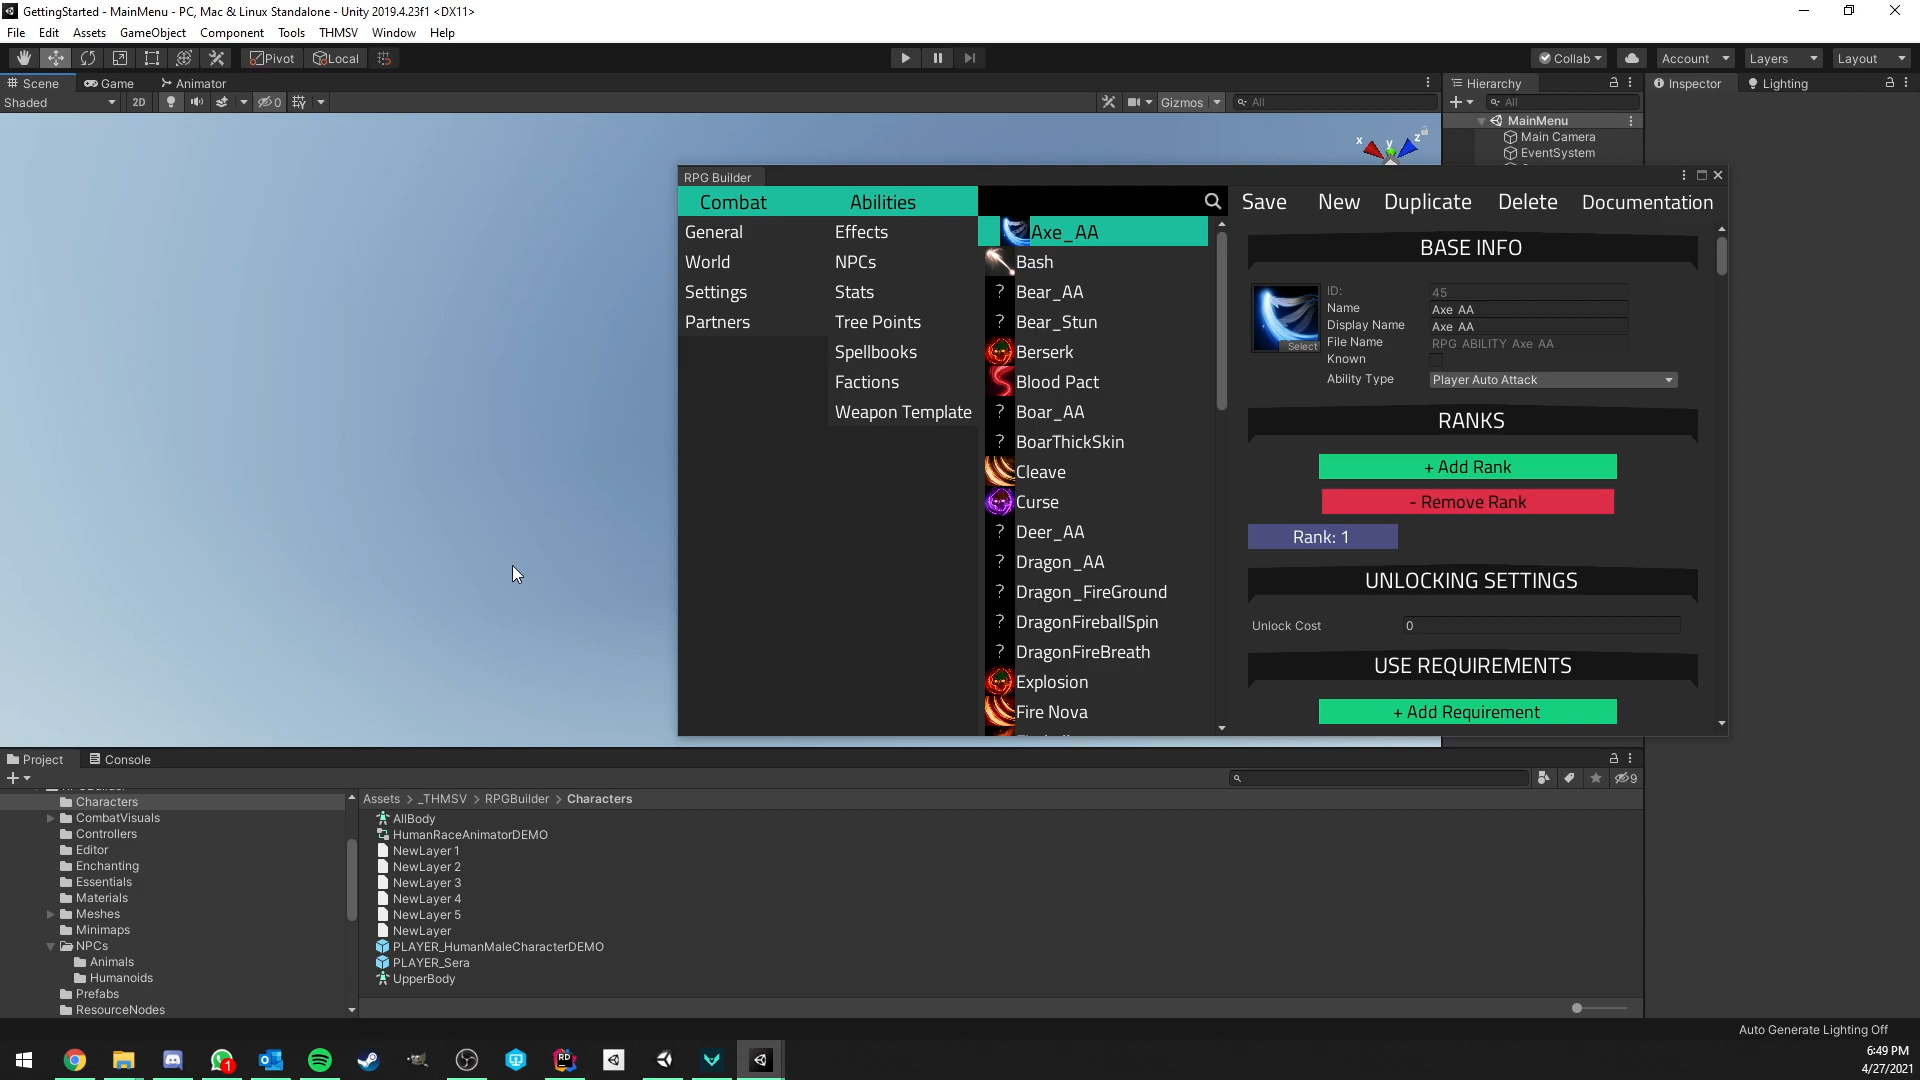 GettingStarted - MainMenu - PC, Mac & Linux Standalone - Unity 2019.4.23f1 <DX11>
File Edit Assets GameObject Component Tools THMSV Window Help
Pivot Local Collab Account Layers Layout
Scene Game Animator
Shaded 2D 0 Gizmos All
Hierarchy
All
MainMenu
Main Camera
EventSystem
Inspector Lighting
x y z
RPG Builder
Combat
General
World
Settings
Partners
Abilities
Effects
NPCs
Stats
Tree Points
Spellbooks
Factions
Weapon Template
Axe_AA
Bash
? Bear_AA
? Bear_Stun
Berserk
Blood Pact
? Boar_AA
? BoarThickSkin
Cleave
Curse
? Deer_AA
? Dragon_AA
? Dragon_FireGround
? DragonFireballSpin
? DragonFireBreath
Explosion
Fire Nova
Save New Duplicate Delete Documentation
BASE INFO
Select
ID: 45
Name Axe AA
Display Name Axe AA
File Name RPG ABILITY Axe AA
Known
Ability Type Player Auto Attack
RANKS
+ Add Rank
- Remove Rank
Rank: 1
UNLOCKING SETTINGS
Unlock Cost 0
USE REQUIREMENTS
+ Add Requirement
Project Console
9
Characters
CombatVisuals
Controllers
Editor
Enchanting
Essentials
Materials
Meshes
Minimaps
NPCs
Animals
Humanoids
Prefabs
ResourceNodes
Assets > _THMSV > RPGBuilder > Characters
AllBody
HumanRaceAnimatorDEMO
NewLayer 1
NewLayer 2
NewLayer 3
NewLayer 4
NewLayer 5
NewLayer
PLAYER_HumanMaleCharacterDEMO
PLAYER_Sera
UpperBody
Auto Generate Lighting Off
1
RD
6:49 PM
4/27/2021